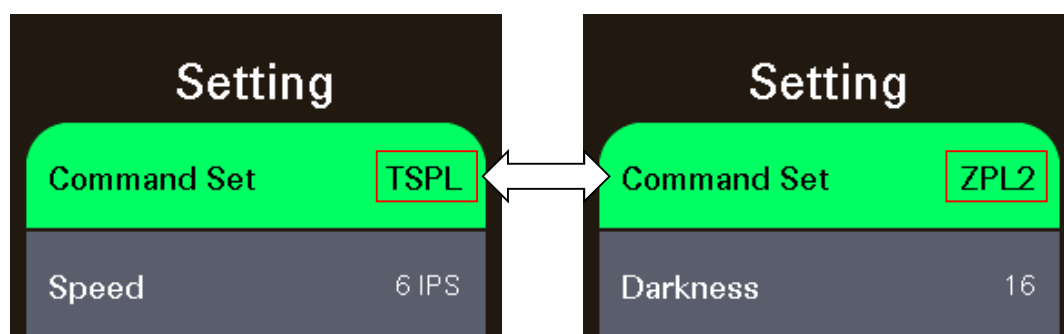 Setting
Command Set TSPL
Speed 6 IPS
Setting
Command Set ZPL2
Darkness 16